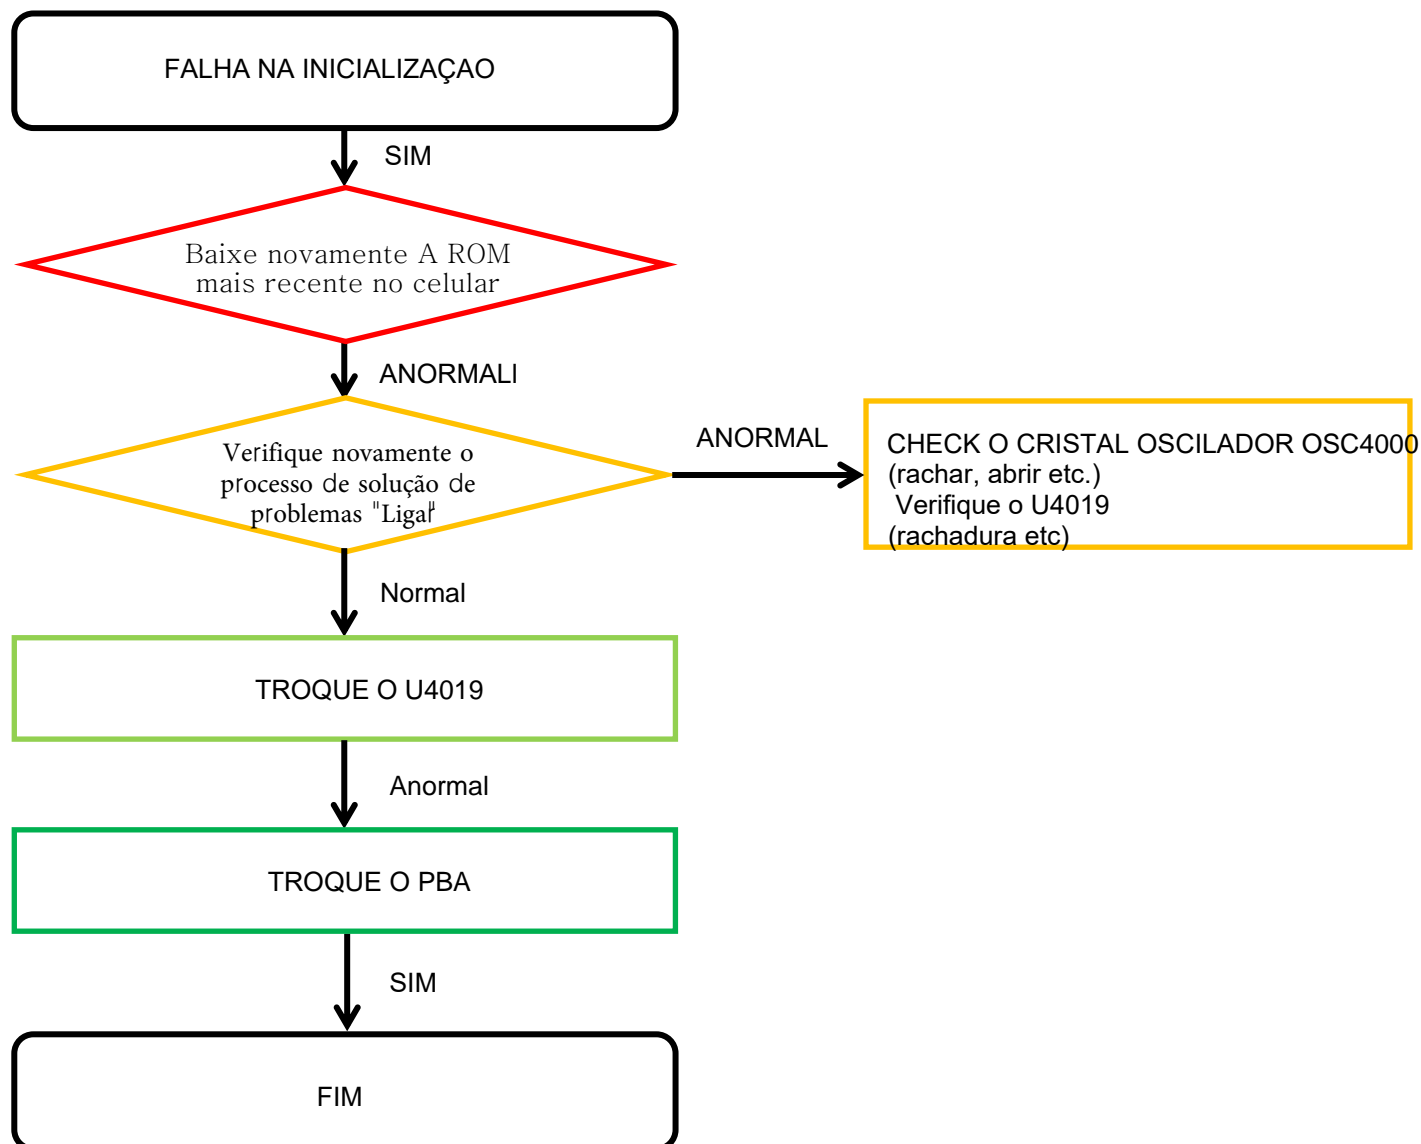 FALHA NA INICIALIZAÇAO
SIM
Baixe novamente A ROM
mais recente no celular
ANORMALI
Verifique novamente o
processo de solução de
problemas "Ligar"
ANORMAL
CHECK O CRISTAL OSCILADOR OSC4000
(rachar, abrir etc.)
Verifique o U4019
(rachadura etc)
Normal
TROQUE O U4019
Anormal
TROQUE O PBA
SIM
FIM